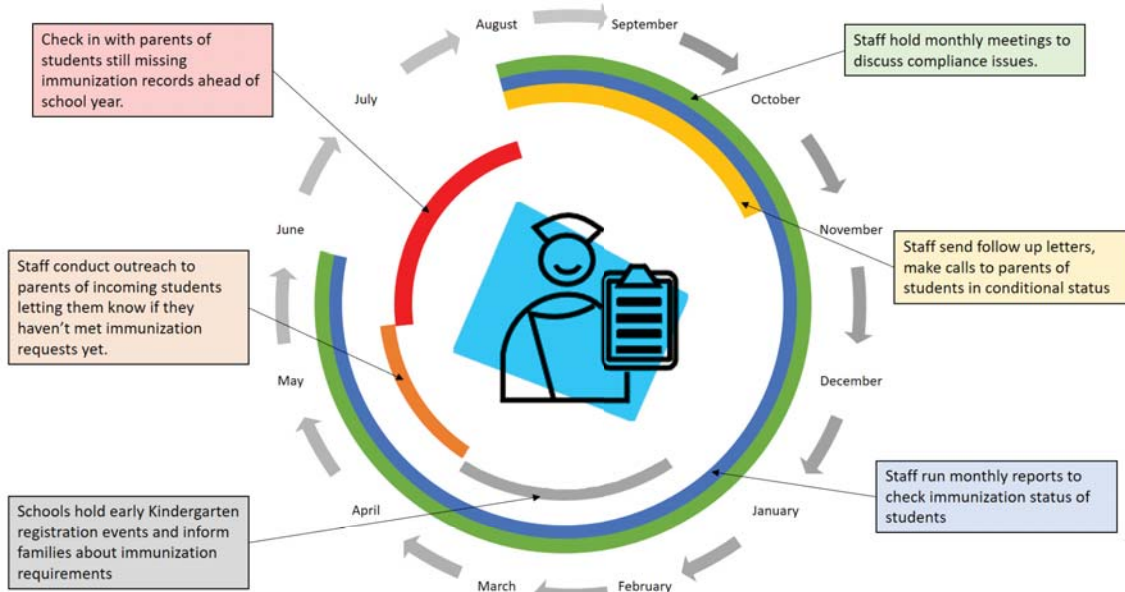 August
September
Check in with parents of
students still missing
immunization records ahead of
school year.
Staff hold monthly meetings to
discuss compliance issues.
July
October
June
November
Staff conduct outreach to
parents of incoming students
letting them know if they
haven't met immunization
requests yet.
Staff send follow up letters,
make calls to parents of
students in conditional status
May
December
Schools hold early Kindergarten
registration events and inform
families about immunization
requirements
April
January
Staff run monthly reports to
check immunization status of
students
March
February